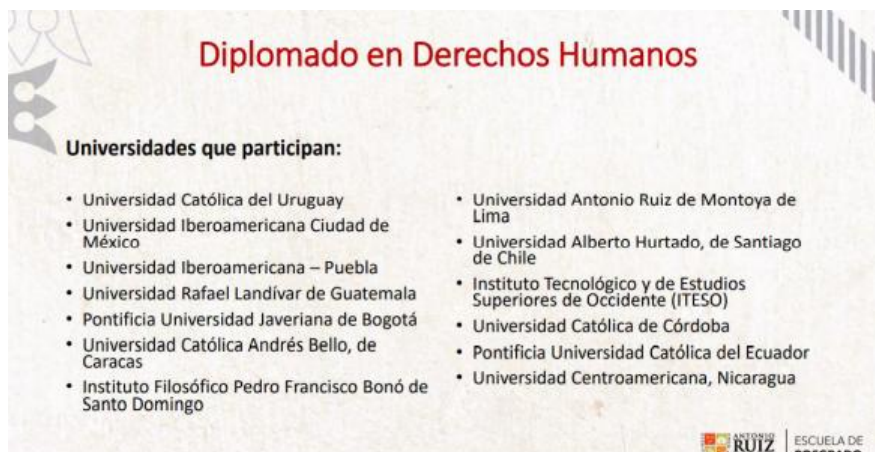 Diplomado en Derechos Humanos
Universidades que participan:
• Universidad Católica del Uruguay
• Universidad Iberoamericana Ciudad de
México
• Universidad Iberoamericana – Puebla
• Universidad Rafael Landívar de Guatemala
• Pontificia Universidad Javeriana de Bogotá
• Universidad Católica Andrés Bello, de
Caracas
• Instituto Filosófico Pedro Francisco Bonó de
Santo Domingo
• Universidad Antonio Ruiz de Montoya de
Lima
• Universidad Alberto Hurtado, de Santiago
de Chile
• Instituto Tecnológico y de Estudios
Superiores de Occidente (ITESO)
• Universidad Católica de Córdoba
• Pontificia Universidad Católica del Ecuador
• Universidad Centroamericana, Nicaragua
ANTONIO
RUIZ
ESCUELA DE
POSGRADO